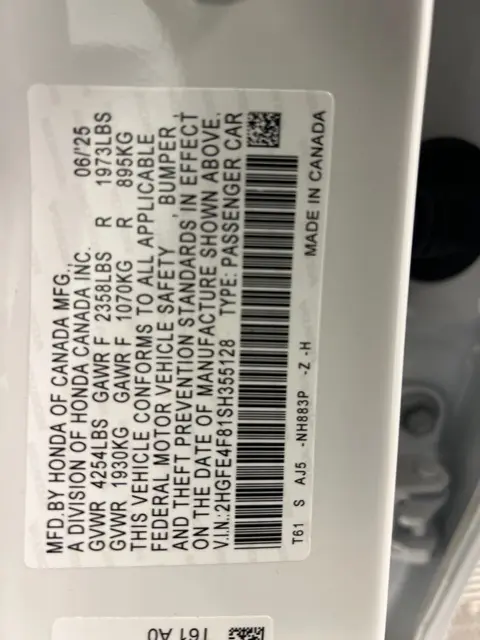 MFD.BY HONDA OF CANADA MFG., 06/25
A DIVISION OF HONDA CANADA INC.
GVWR 4254LBS GAWR F 2358LBS R 1973LBS
GVWR 1930KG GAWR F 1070KG R 895KG
THIS VEHICLE CONFORMS TO ALL APPLICABLE
FEDERAL MOTOR VEHICLE SAFETY, BUMPER,
AND THEFT PREVENTION STANDARDS IN EFFECT
ON THE DATE OF MANUFACTURE SHOWN ABOVE.
V.I.N.:2HGFE4F81SH355128 TYPE: PASSENGER CAR
T61 S AJ5 -NH883P -Z -H
MADE IN CANADA
T61 A0